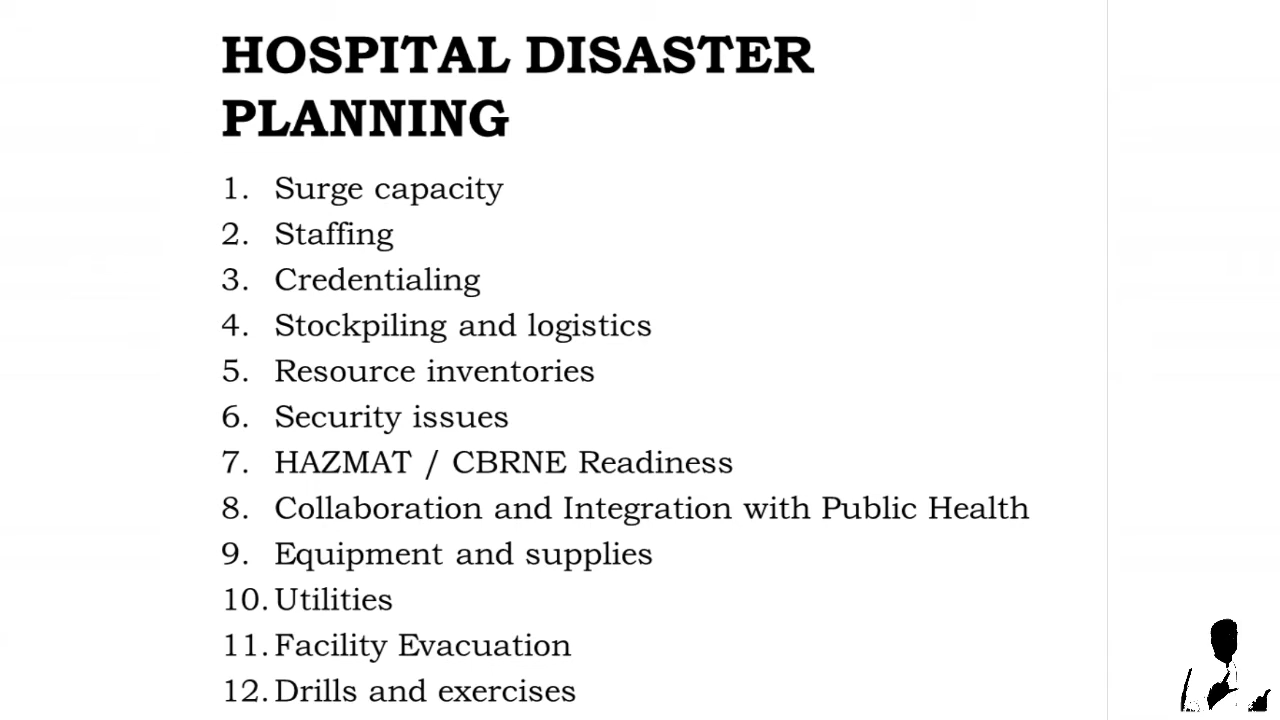 HOSPITAL DISASTER
PLANNING
1. Surge capacity
2. Staffing
3. Credentialing
4. Stockpiling and logistics
5. Resource inventories
6. Security issues
7. HAZMAT / CBRNE Readiness
8. Collaboration and Integration with Public Health
9. Equipment and supplies
10. Utilities
11. Facility Evacuation
12. Drills and exercises